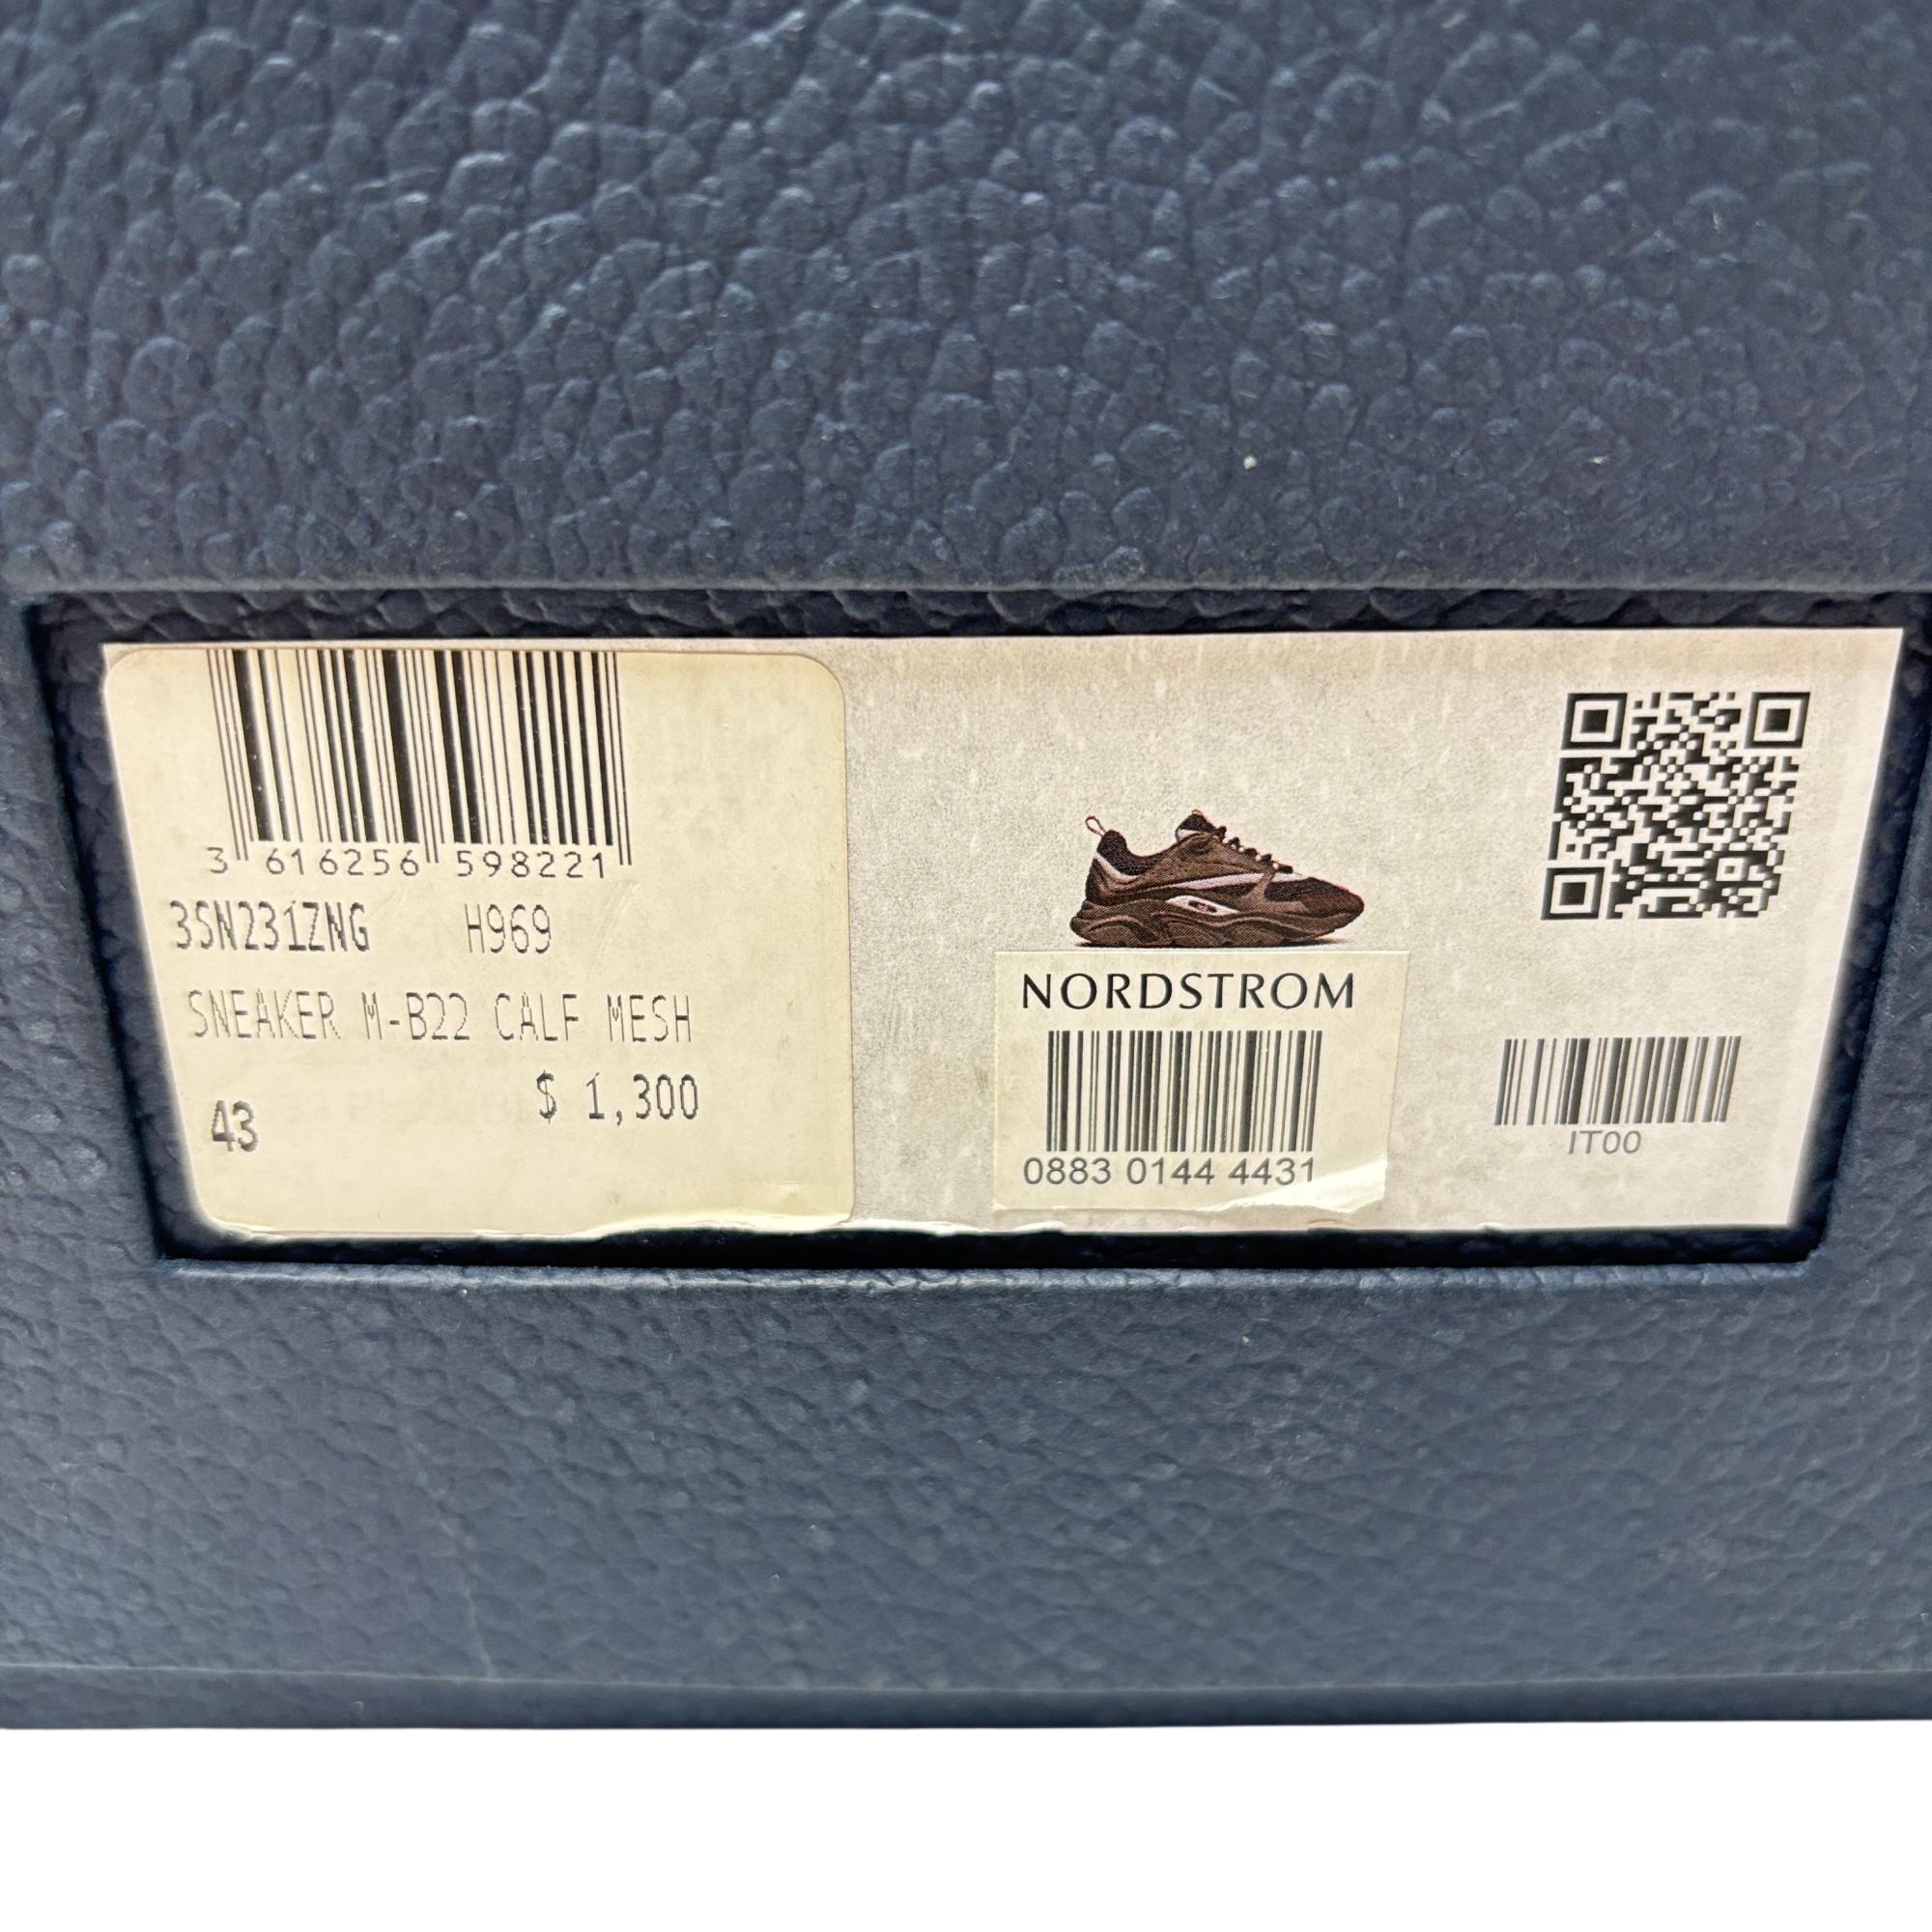 3 616256 598221
3SN231ZNG H969
SNEAKER M-B22 CALF MESH
$ 1,300
43
NORDSTROM
0883 0144 4431
IT00